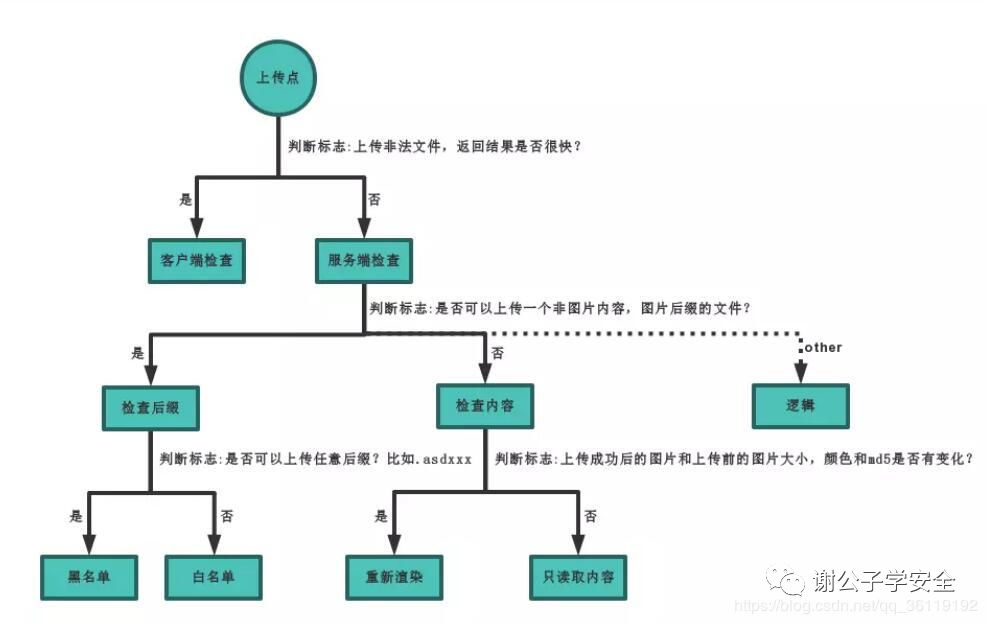 上传点
判断标志:上传非法文件，返回结果是否很快？
是
否
客户端检查
服务端检查
判断标志:是否可以上传一个非图片内容，图片后缀的文件？
是
否
other
检查后缀
检查内容
逻辑
判断标志:是否可以上传任意后缀？比如.asdxxx
判断标志:上传成功后的图片和上传前的图片大小，颜色和md5是否有变化？
是
否
是
否
黑名单
白名单
重新渲染
只读取内容
谢公子学安全
https://blog.csdn.net/qq_36119192